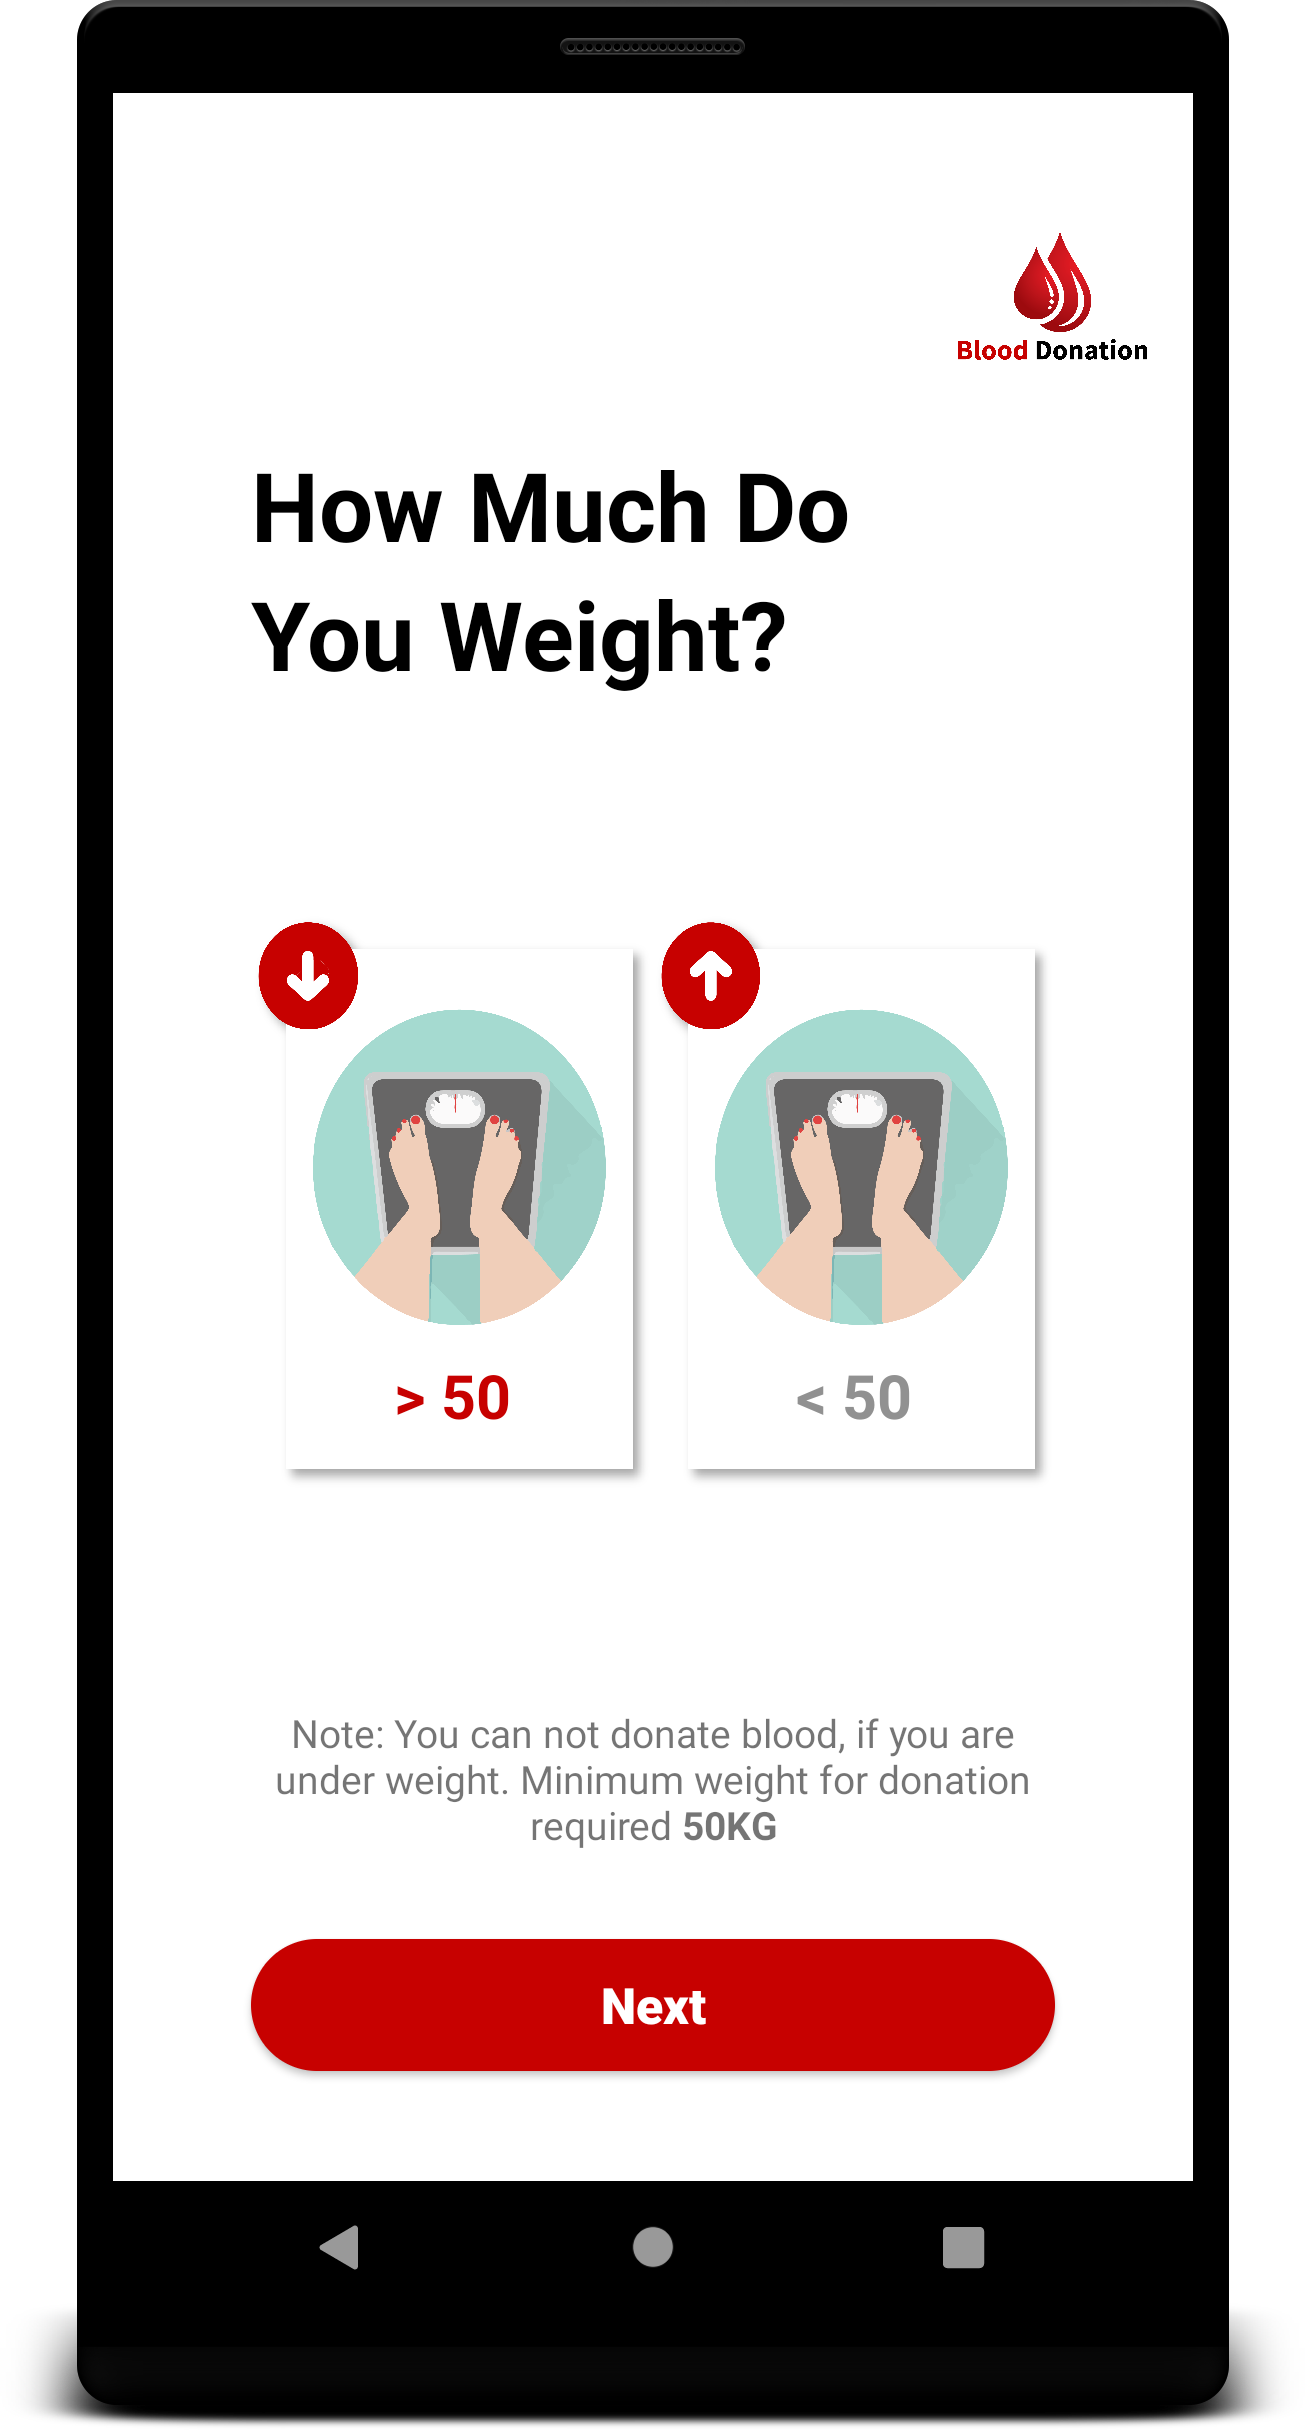 Blood Donation
How Much Do
You Weight?
> 50
< 50
Note: You can not donate blood, if you are
under weight. Minimum weight for donation
required 50KG
Next